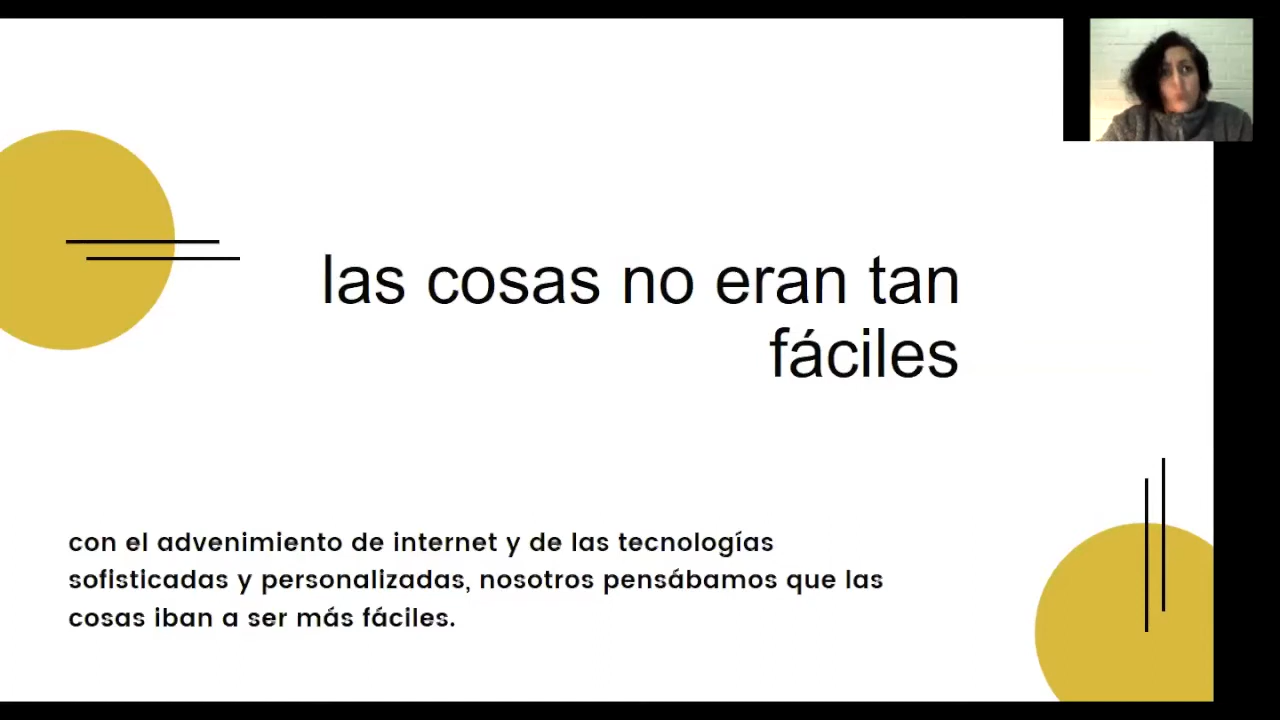 las cosas no eran tan
fáciles
con el advenimiento de internet y de las tecnologías
sofisticadas y personalizadas, nosotros pensábamos que las
cosas iban a ser más fáciles.